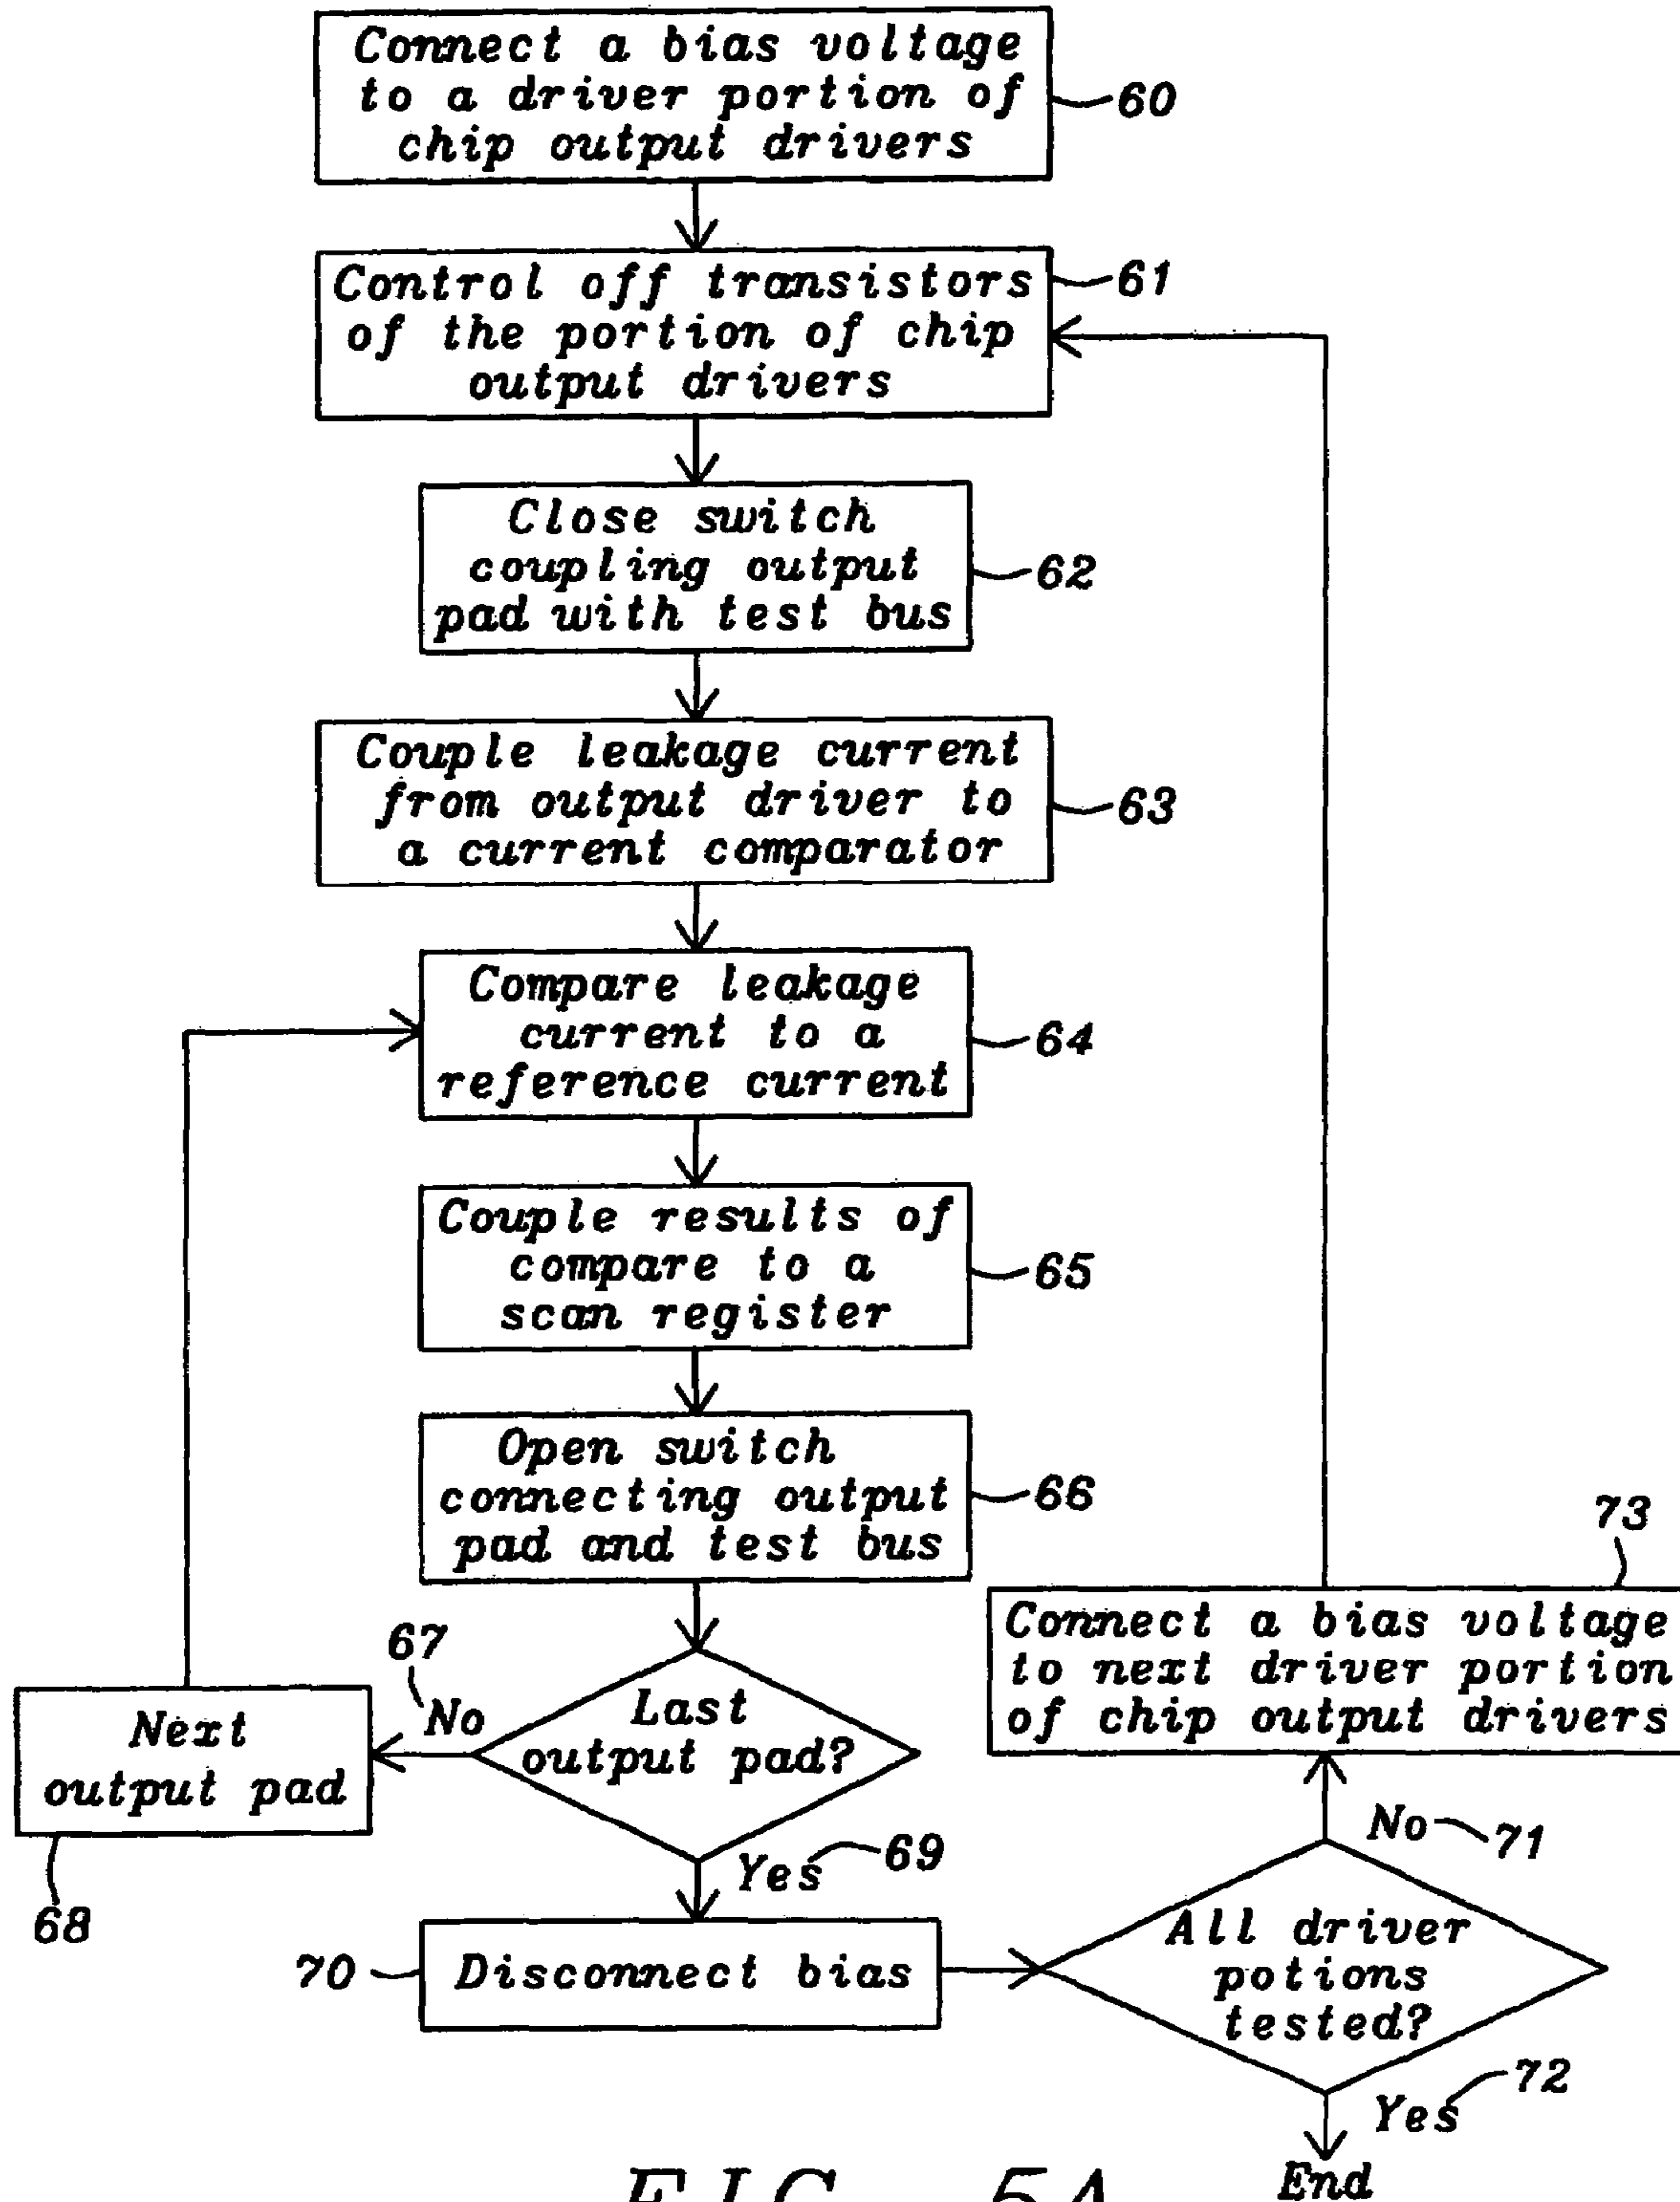 Connect a bias voltage
to a driver portion of
chip output drivers
60
Control off transistors
of the portion of chip
output drivers
61
Close switch
coupling output
pad with test bus
62
Couple leakage current
from output driver to
a current comparator
63
Compare leakage
current to a
reference current
64
Couple results of
compare to a
scan register
65
Open switch
connecting output
pad and test bus
66
67
No
Last
output pad?
Next
output pad
68
Yes
69
70
Disconnect bias
73
Connect a bias voltage
to next driver portion
of chip output drivers
No
71
All driver
potions
tested?
72
Yes
End
FIG. 5A